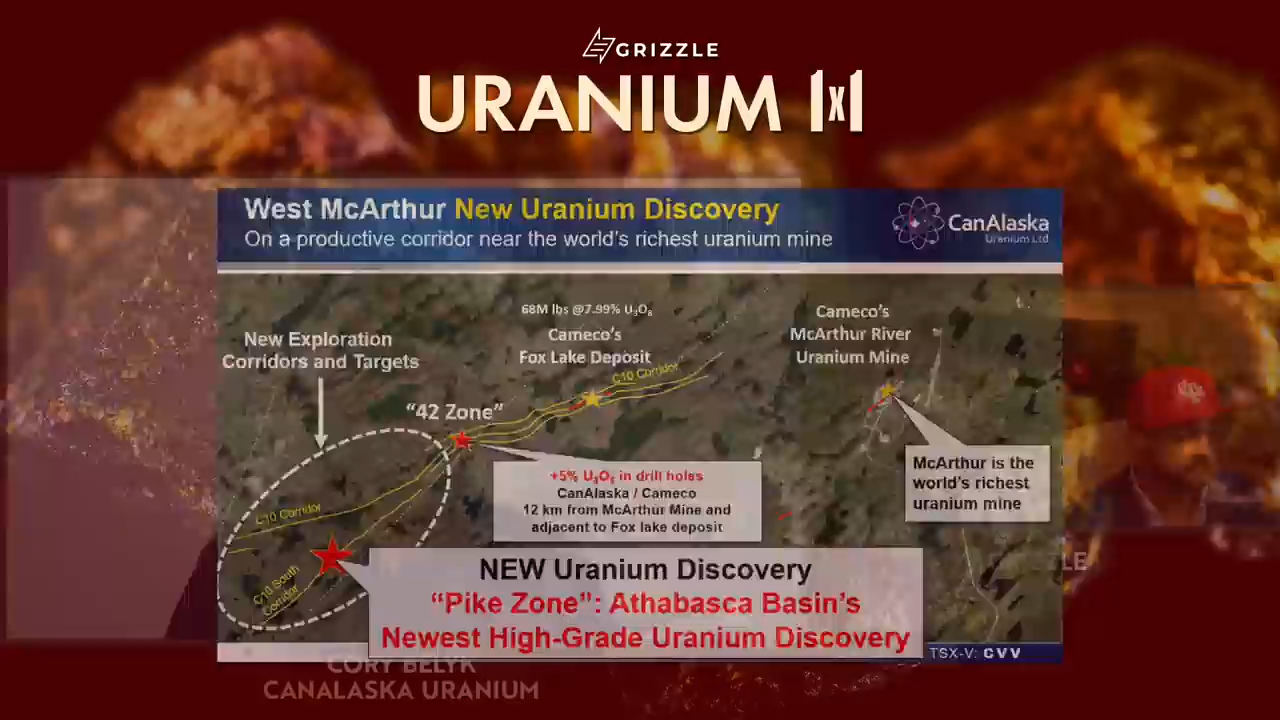 GRIZZLE
URANIUM 1x1
West McArthur New Uranium Discovery
On a productive corridor near the world's richest uranium mine
CanAlaska
Uranium Ltd
68M lbs @7.99% U₃O₈
Cameco's
Fox Lake Deposit
Cameco's
McArthur River
Uranium Mine
New Exploration
Corridors and Targets
C10 Corridor
"42 Zone"
+5% U₃O₈ in drill holes
CanAlaska / Cameco
12 km from McArthur Mine and
adjacent to Fox lake deposit
McArthur is the
world's richest
uranium mine
C10 Corridor
C10 South
Corridor
NEW Uranium Discovery
"Pike Zone": Athabasca Basin's
Newest High-Grade Uranium Discovery
TSX-V: CVV
CORY BELYK
CANALASKA URANIUM